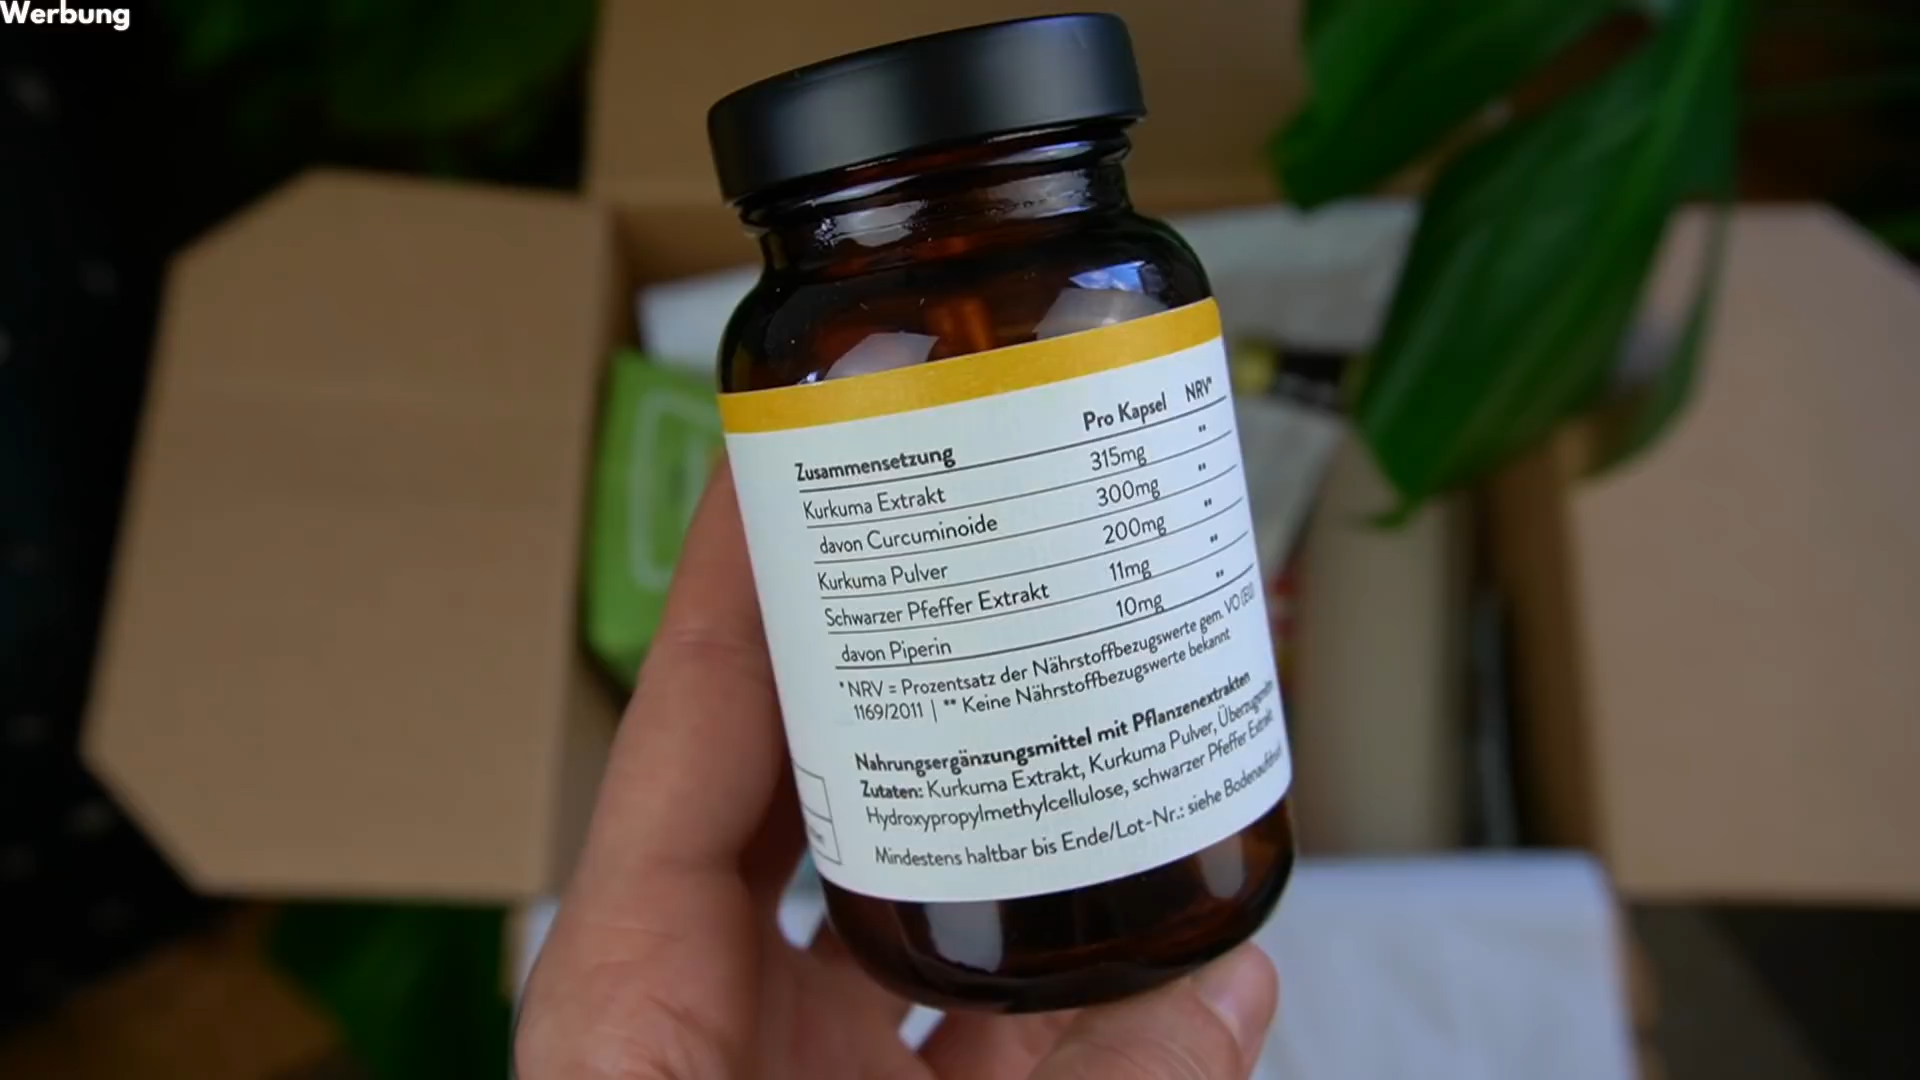 Werbung
Zusammensetzung Pro Kapsel NRV*
Kurkuma Extrakt 315mg **
davon Curcuminoide 300mg **
Kurkuma Pulver 200mg **
Schwarzer Pfeffer Extrakt 11mg **
davon Piperin 10mg **
*NRV = Prozentsatz der Nährstoffbezugswerte gem. VO (EU)
1169/2011 | ** Keine Nährstoffbezugswerte bekannt
Nahrungsergänzungsmittel mit Pflanzenextrakten
Zutaten: Kurkuma Extrakt, Kurkuma Pulver, Überzugsmittel
Hydroxypropylmethylcellulose, schwarzer Pfeffer Extrakt
Mindestens haltbar bis Ende/Lot-Nr.: siehe Bodenaufdruck